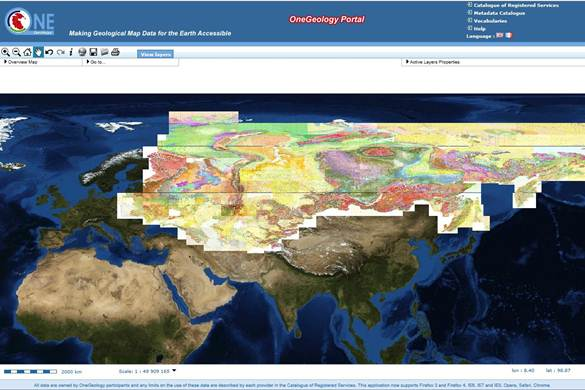 Catalogue of Registered Services
Metadata Catalogue
Vocabularies
Help
Language :
ONE
Geology
OneGeology Portal
Making Geological Map Data for the Earth Accessible
View layers
Overview Map
Go to...
Active Layers Properties
2000 km
Scale: 1 : 49 909 165
lon : 8.40
lat : 90.87
All data are owned by OneGeology participants and any limits on the use of these data are described by each provider in the Catalogue of Registered Services. This application now supports Firefox 3 and Firefox 4, IE8, IE7 and IE9, Opera, Safari, Chrome